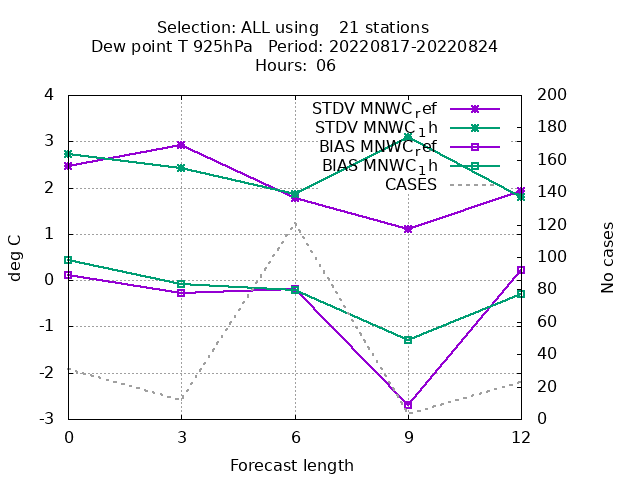 Selection: ALL using    21 stations
Dew point T 925hPa   Period: 20220817-20220824
Hours:  06
STDV MNWC_ref
STDV MNWC_1h
BIAS MNWC_ref
BIAS MNWC_1h
CASES
4
3
2
1
0
-1
-2
-3
deg C
200
180
160
140
120
100
80
60
40
20
0
No cases
0 3 6 9 12
Forecast length